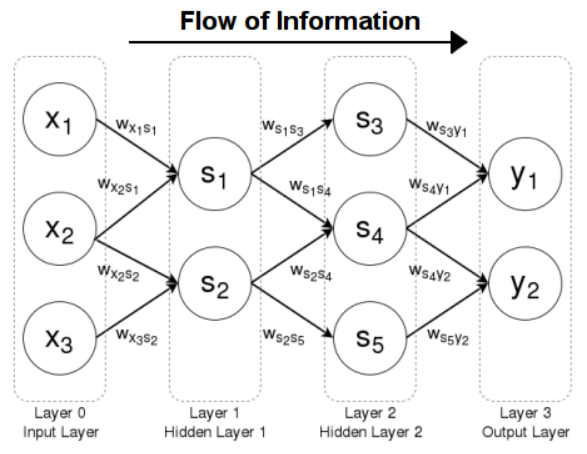 Flow of Information
x1
x2
x3
wx1s1
wx2s1
wx2s2
wx3s2
s1
s2
ws1s3
ws1s4
ws2s4
ws2s5
s3
s4
s5
ws3y1
ws4y1
ws4y2
ws5y2
y1
y2
Layer 0
Input Layer
Layer 1
Hidden Layer 1
Layer 2
Hidden Layer 2
Layer 3
Output Layer